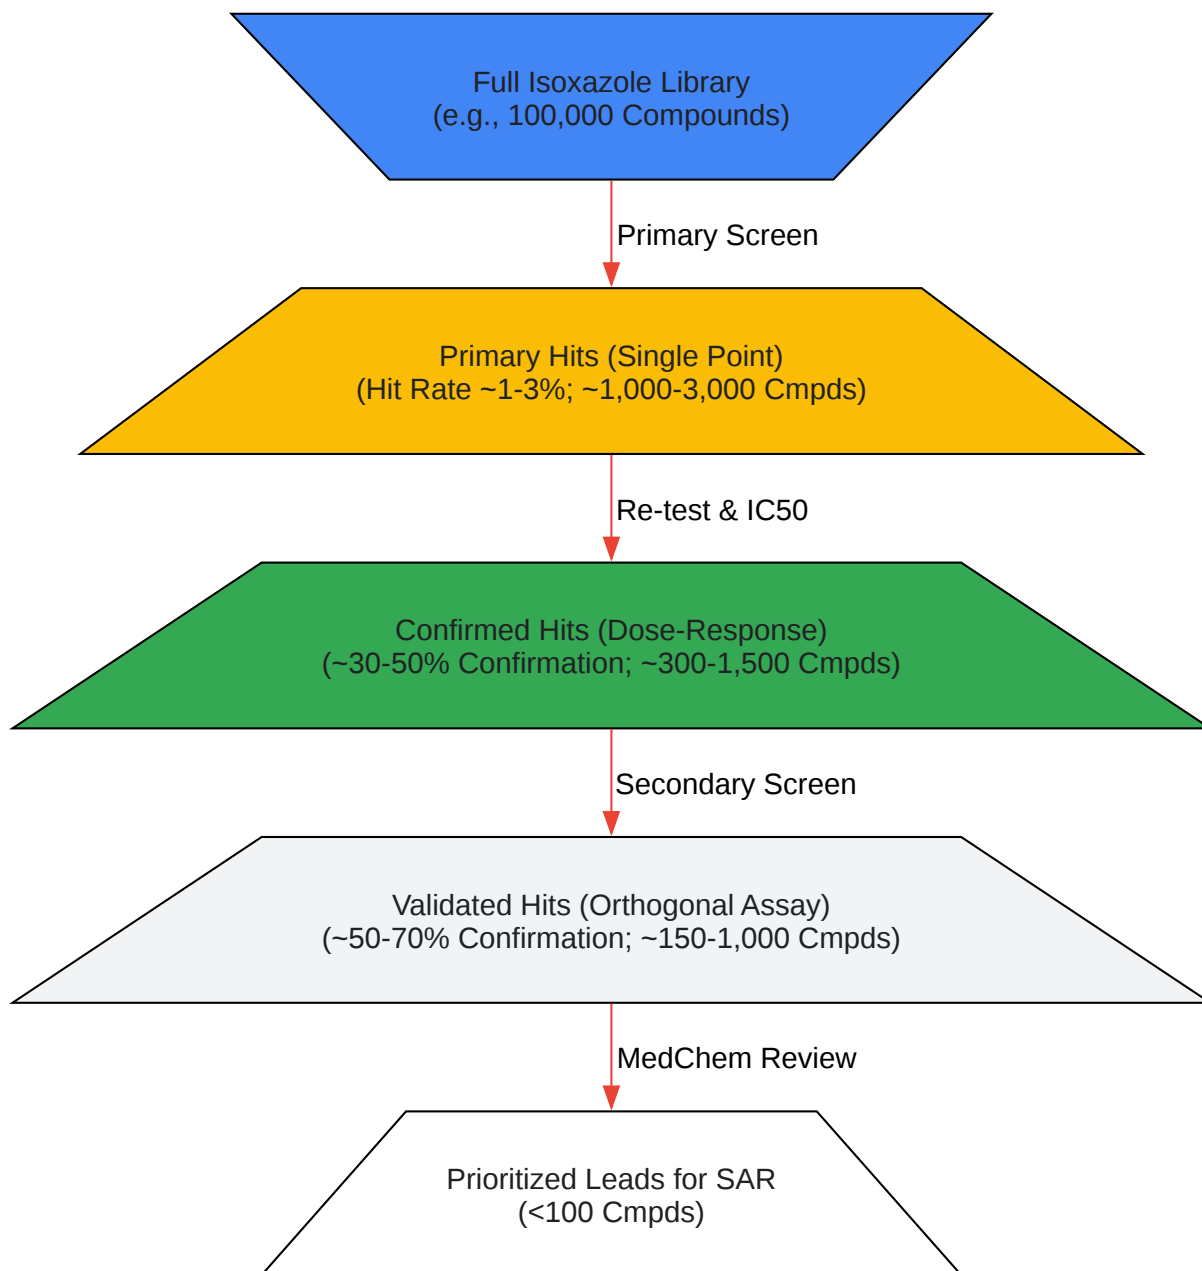 Full Isoxazole Library
(e.g., 100,000 Compounds)
Primary Screen
Primary Hits (Single Point)
(Hit Rate ~1-3%; ~1,000-3,000 Cmpds)
Re-test & IC50
Confirmed Hits (Dose-Response)
(~30-50% Confirmation; ~300-1,500 Cmpds)
Secondary Screen
Validated Hits (Orthogonal Assay)
(~50-70% Confirmation; ~150-1,000 Cmpds)
MedChem Review
Prioritized Leads for SAR
(<100 Cmpds)